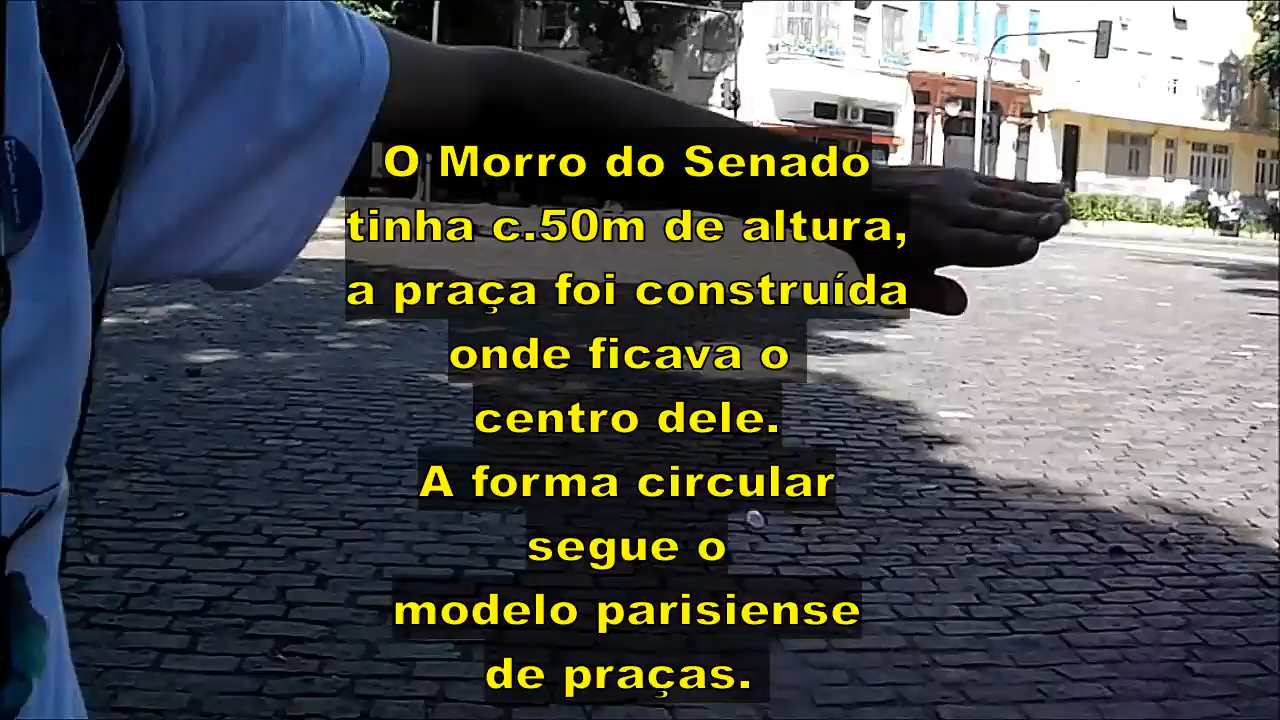 O Morro do Senado
tinha c.50m de altura,
a praça foi construída
onde ficava o
centro dele.
A forma circular
segue o
modelo parisiense
de praças.